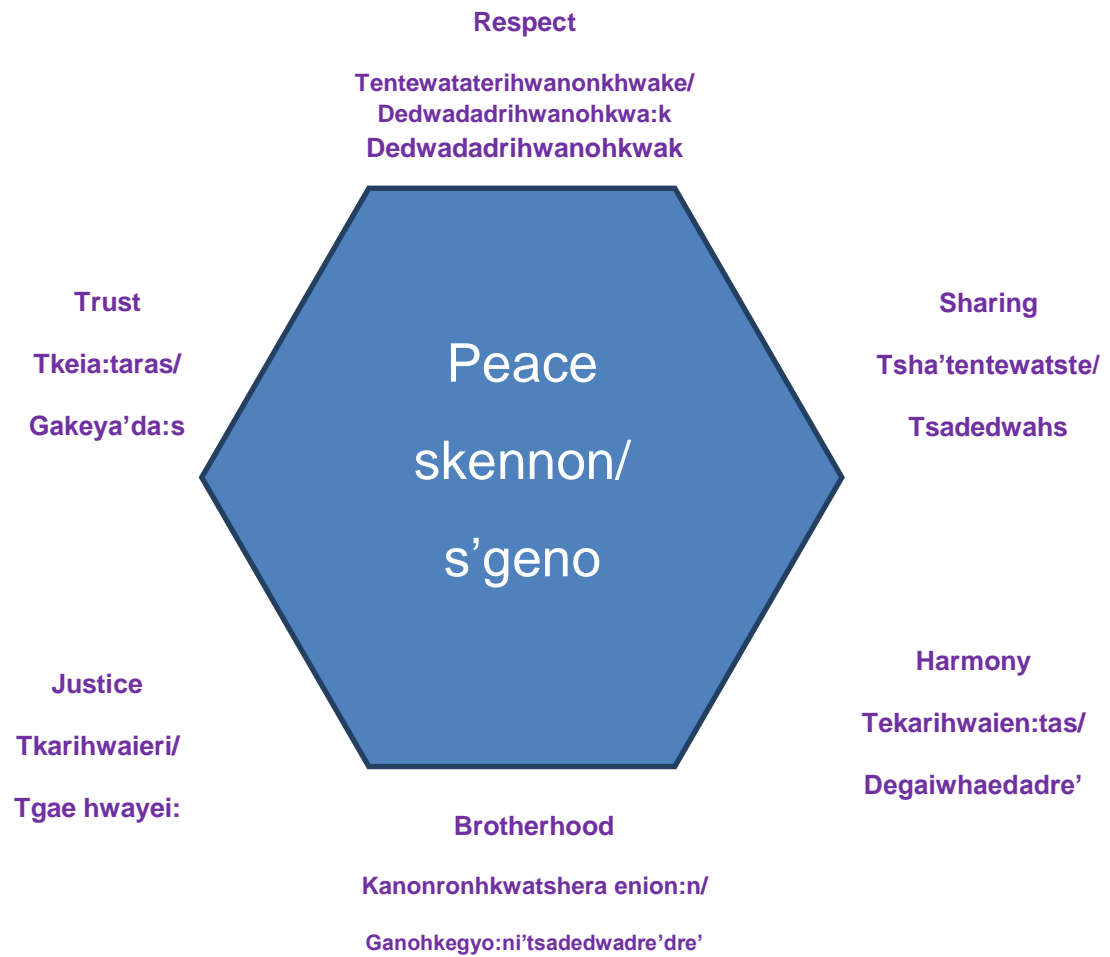 Respect
Tentewataterihwanonkhwake/
Dedwadadrihwanohkwa:k
Dedwadadrihwanohkwak
Trust
Tkeia:taras/
Gakeya’da:s
Peace
skennon/
s’geno
Sharing
Tsha’tentewatste/
Tsadedwahs
Justice
Tkarihwaieri/
Tgae hwayei:
Harmony
Tekarihwaien:tas/
Degaiwhaedadre’
Brotherhood
Kanonronhkwatshera enion:n/
Ganohkegyo:ni’tsadedwadre’dre’